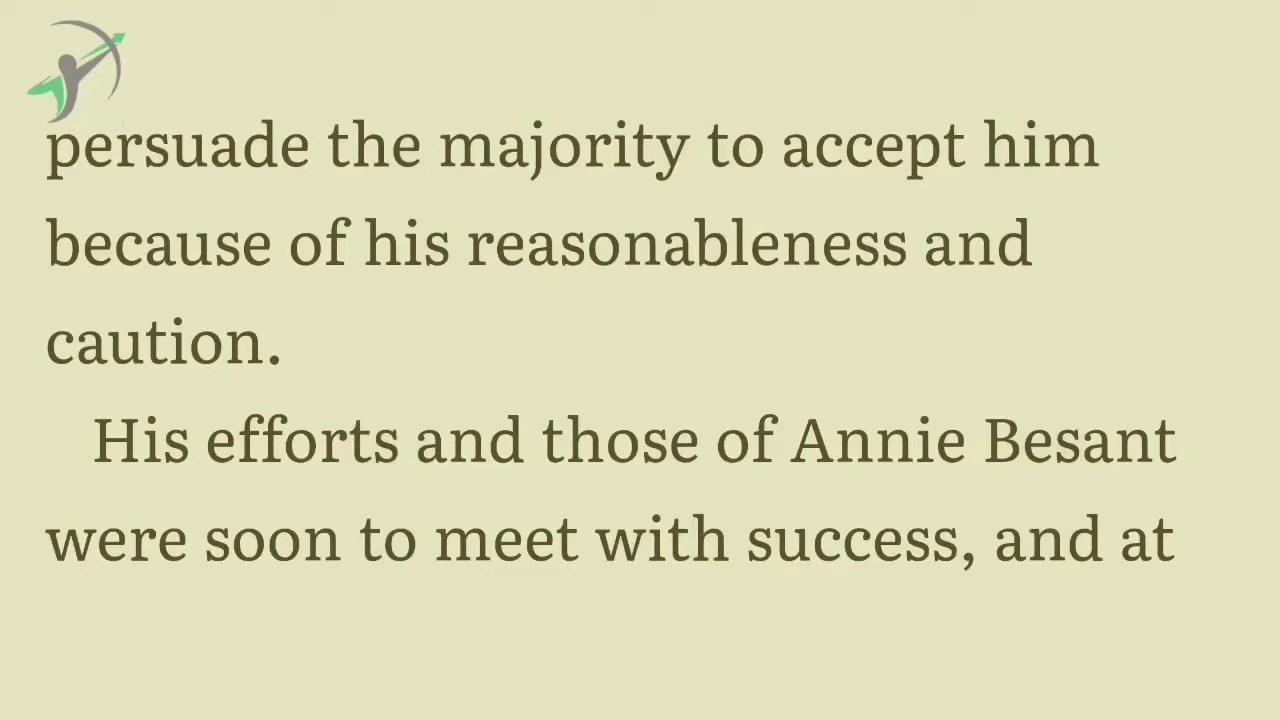 persuade the majority to accept him
because of his reasonableness and
caution.
His efforts and those of Annie Besant
were soon to meet with success, and at